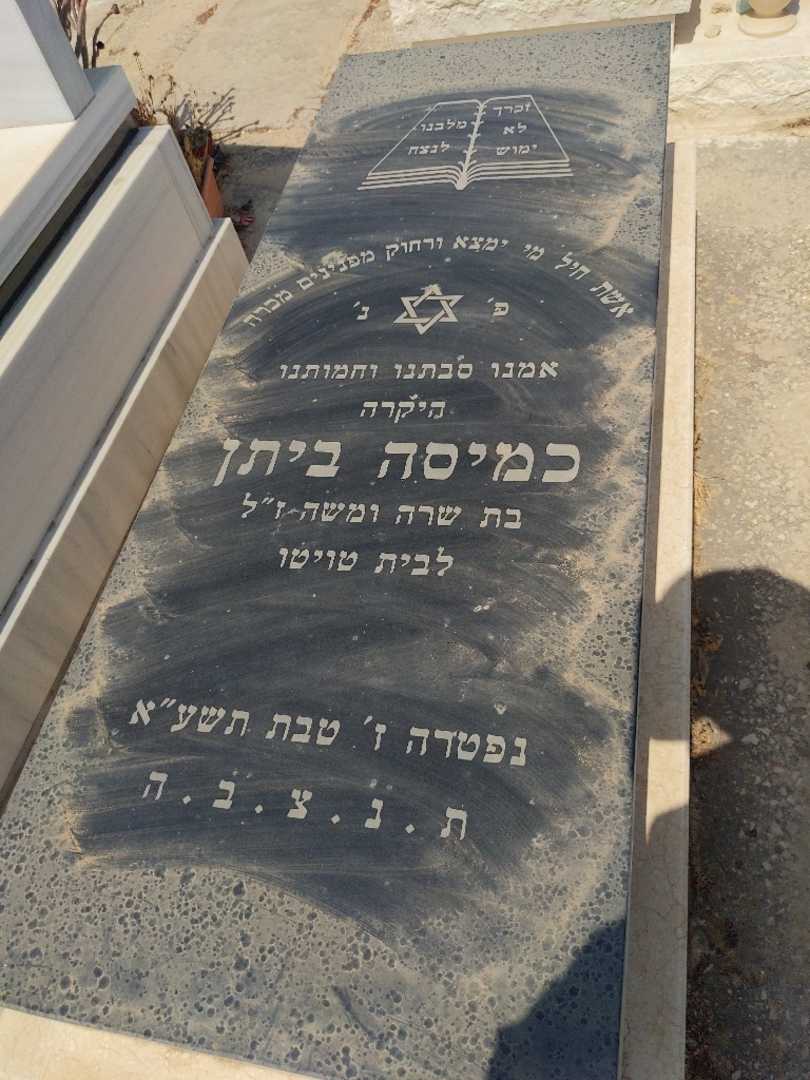 זכרך
לא
ימוש
מלבנו
לנצח
אשת חיל מי ימצא ורחוק מפנינים מכרה
פ׳ נ׳
אמנו סבתנו וחמותנו
היקרה
כמיסה ביתן
בת שרה ומשה ז״ל
לבית טויטו
נפטרה ז׳ טבת תשע״א
ת . נ . צ . ב . ה